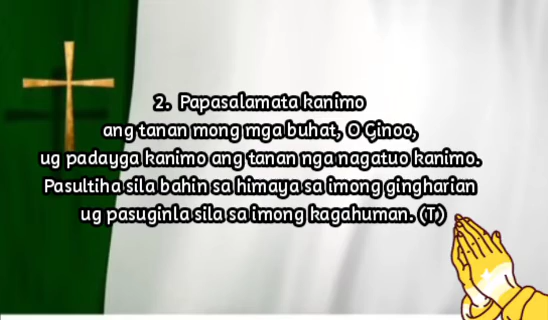 2. Papasalamata kanimo
ang tanan mong mga buhat, O Ginoo,
ug padayga kanimo ang tanan nga nagatuo kanimo.
Pasultiha sila bahin sa himaya sa imong gingharian
ug pasuginla sila sa imong kagahuman. (T)